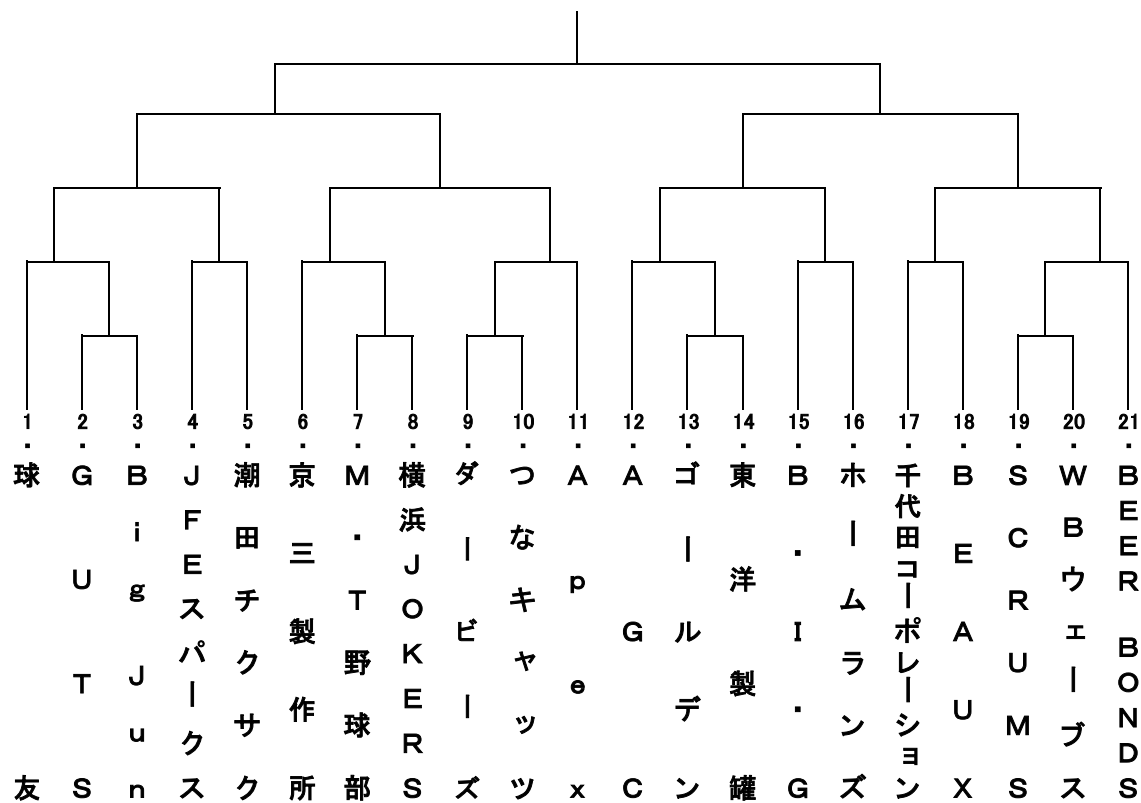 1.球友
2.GUTS
3.Big Jun
4.JFEスパークス
5.潮田チクサク
6.京三製作所
7.M.T野球部
8.横浜JOKERS
9.ダービーズ
10.つなキャッツ
11.Apex
12.AGC
13.ゴールデン
14.東洋製罐
15.B.I.G
16.ホームランズ
17.千代田コーポレーション
18.BEAUX
19.SCRUMS
20.WBウェーブス
21.BEER BONDS